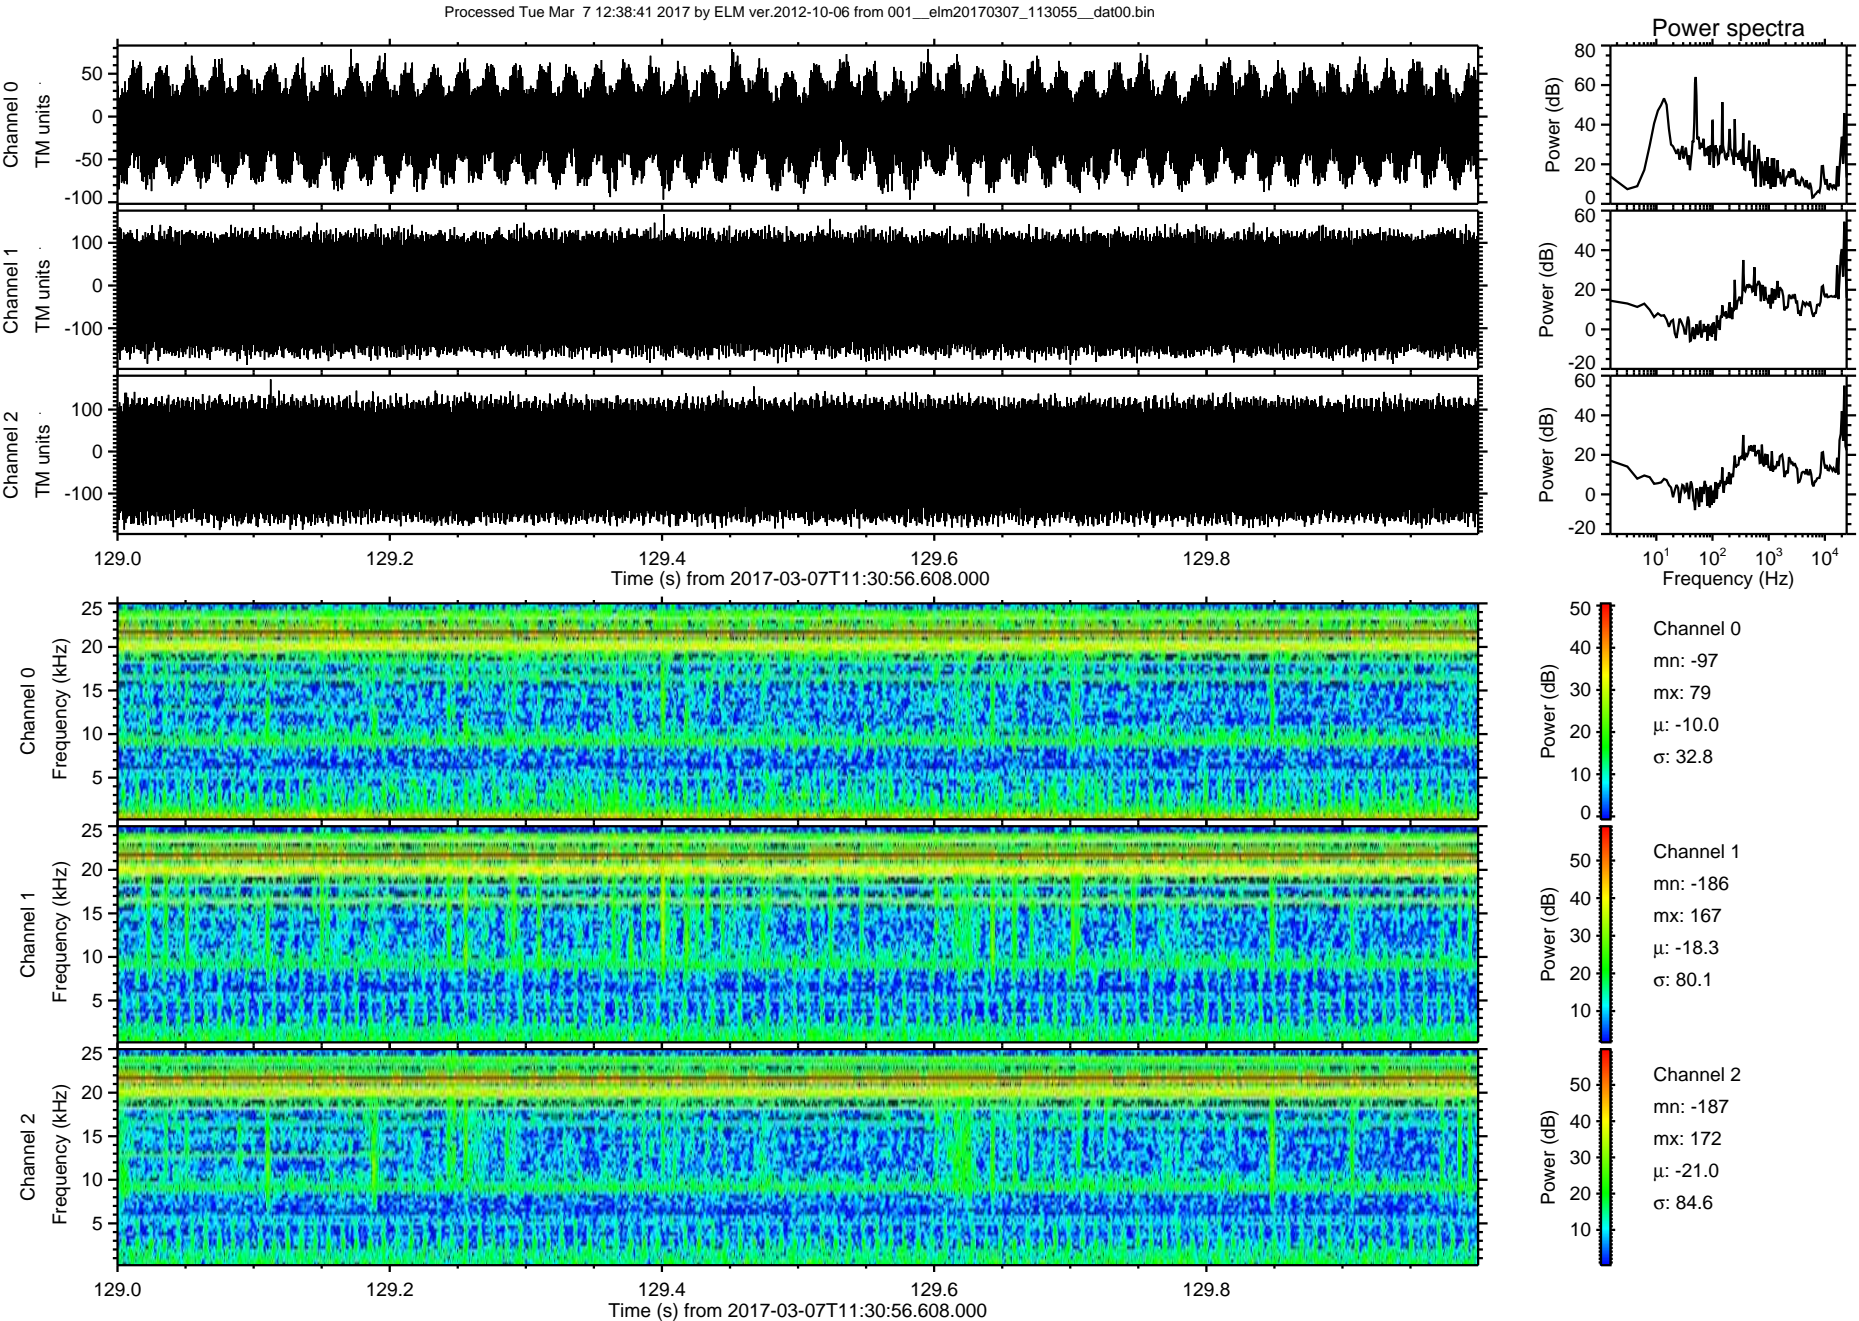 Processed Tue Mar 7 12:38:41 2017 by ELM ver.2012-10-06 from 001__elm20170307_113055__dat00.bin
Power spectra
Channel 0
TM units
50
0
-50
-100
Power (dB)
80
60
40
20
0
Channel 1
TM units
100
0
-100
Power (dB)
60
40
20
0
-20
Channel 2
TM units
100
0
-100
Power (dB)
60
40
20
0
-20
129.0 129.2 129.4 129.6 129.8
Time (s) from 2017-03-07T11:30:56.608.000
10^1 10^2 10^3 10^4
Frequency (Hz)
Channel 0
Frequency (kHz)
25
20
15
10
5
Power (dB)
50
40
30
20
10
0
Channel 0
mn: -97
mx: 79
μ: -10.0
σ: 32.8
Channel 1
Frequency (kHz)
25
20
15
10
5
Power (dB)
50
40
30
20
10
Channel 1
mn: -186
mx: 167
μ: -18.3
σ: 80.1
Channel 2
Frequency (kHz)
25
20
15
10
5
Power (dB)
50
40
30
20
10
Channel 2
mn: -187
mx: 172
μ: -21.0
σ: 84.6
129.0 129.2 129.4 129.6 129.8
Time (s) from 2017-03-07T11:30:56.608.000